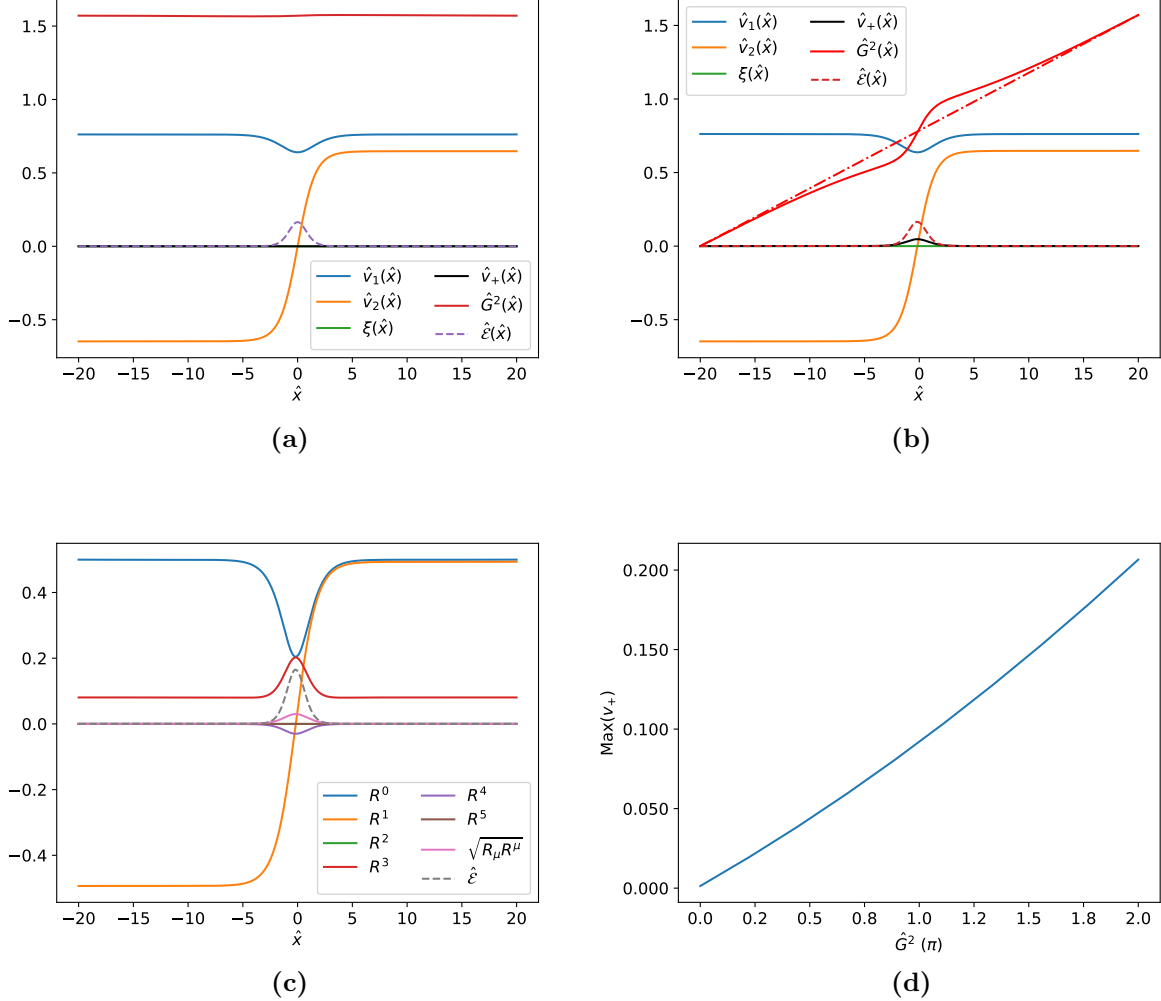 1.5
1.0
0.5
0.0
−0.5
−20 −15 −10 −5 0 5 10 15 20
x̂
v̂₁(x̂)
v̂₂(x̂)
ξ(x̂)
v̂₊(x̂)
Ĝ²(x̂)
ℰ̂(x̂)
(a)
1.5
1.0
0.5
0.0
−0.5
−20 −15 −10 −5 0 5 10 15 20
x̂
v̂₁(x̂)
v̂₂(x̂)
ξ(x̂)
v̂₊(x̂)
Ĝ²(x̂)
ℰ̂(x̂)
(b)
0.4
0.2
0.0
−0.2
−0.4
−20 −15 −10 −5 0 5 10 15 20
x̂
R⁰
R¹
R²
R³
R⁴
R⁵
√(R_μR^μ)
ℰ̂
(c)
0.200
0.150
0.100
0.050
0.000
Max(v₊)
0.0 0.2 0.5 0.8 1.0 1.2 1.5 1.8 2.0
Ĝ² (π)
(d)